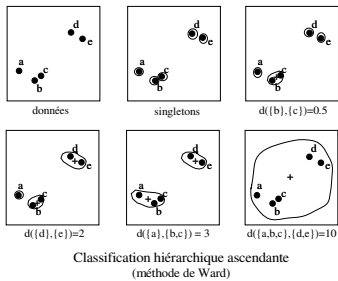 d
e
a
c
b
données
d
e
a
c
b
singletons
d
e
a
c
b
d({b},{c})=0.5
d
e
a
c
b
d({d},{e})=2
d
e
a
c
b
d({a},{b,c}) = 3
d
e
a
c
b
d({a,b,c},{d,e})=10
Classification hiérarchique ascendante
(méthode de Ward)